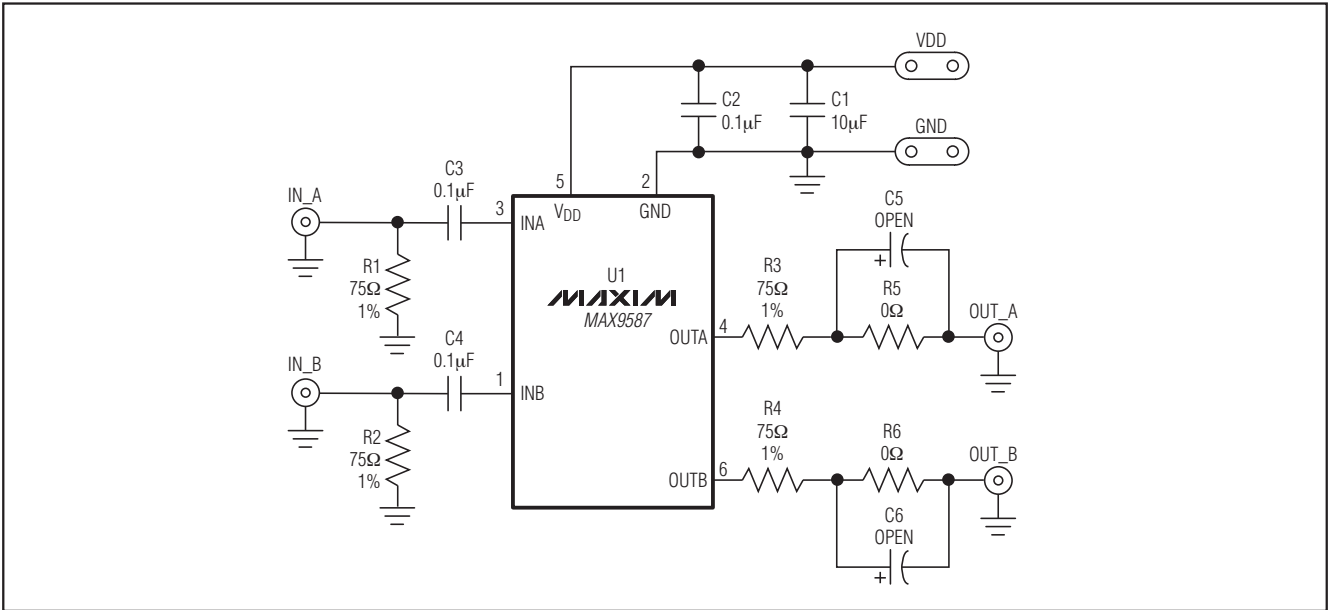 VDD
C2
0.1µF
C1
10µF
GND
C3
0.1µF
5
2
IN_A
3
INA
VDD
GND
C5
OPEN
+
R1
75Ω
1%
U1
MAXIM
MAX9587
R3
75Ω
1%
R5
0Ω
OUT_A
OUTA
4
C4
0.1µF
IN_B
1
INB
R2
75Ω
1%
R4
75Ω
1%
R6
0Ω
OUT_B
OUTB
6
C6
OPEN
+